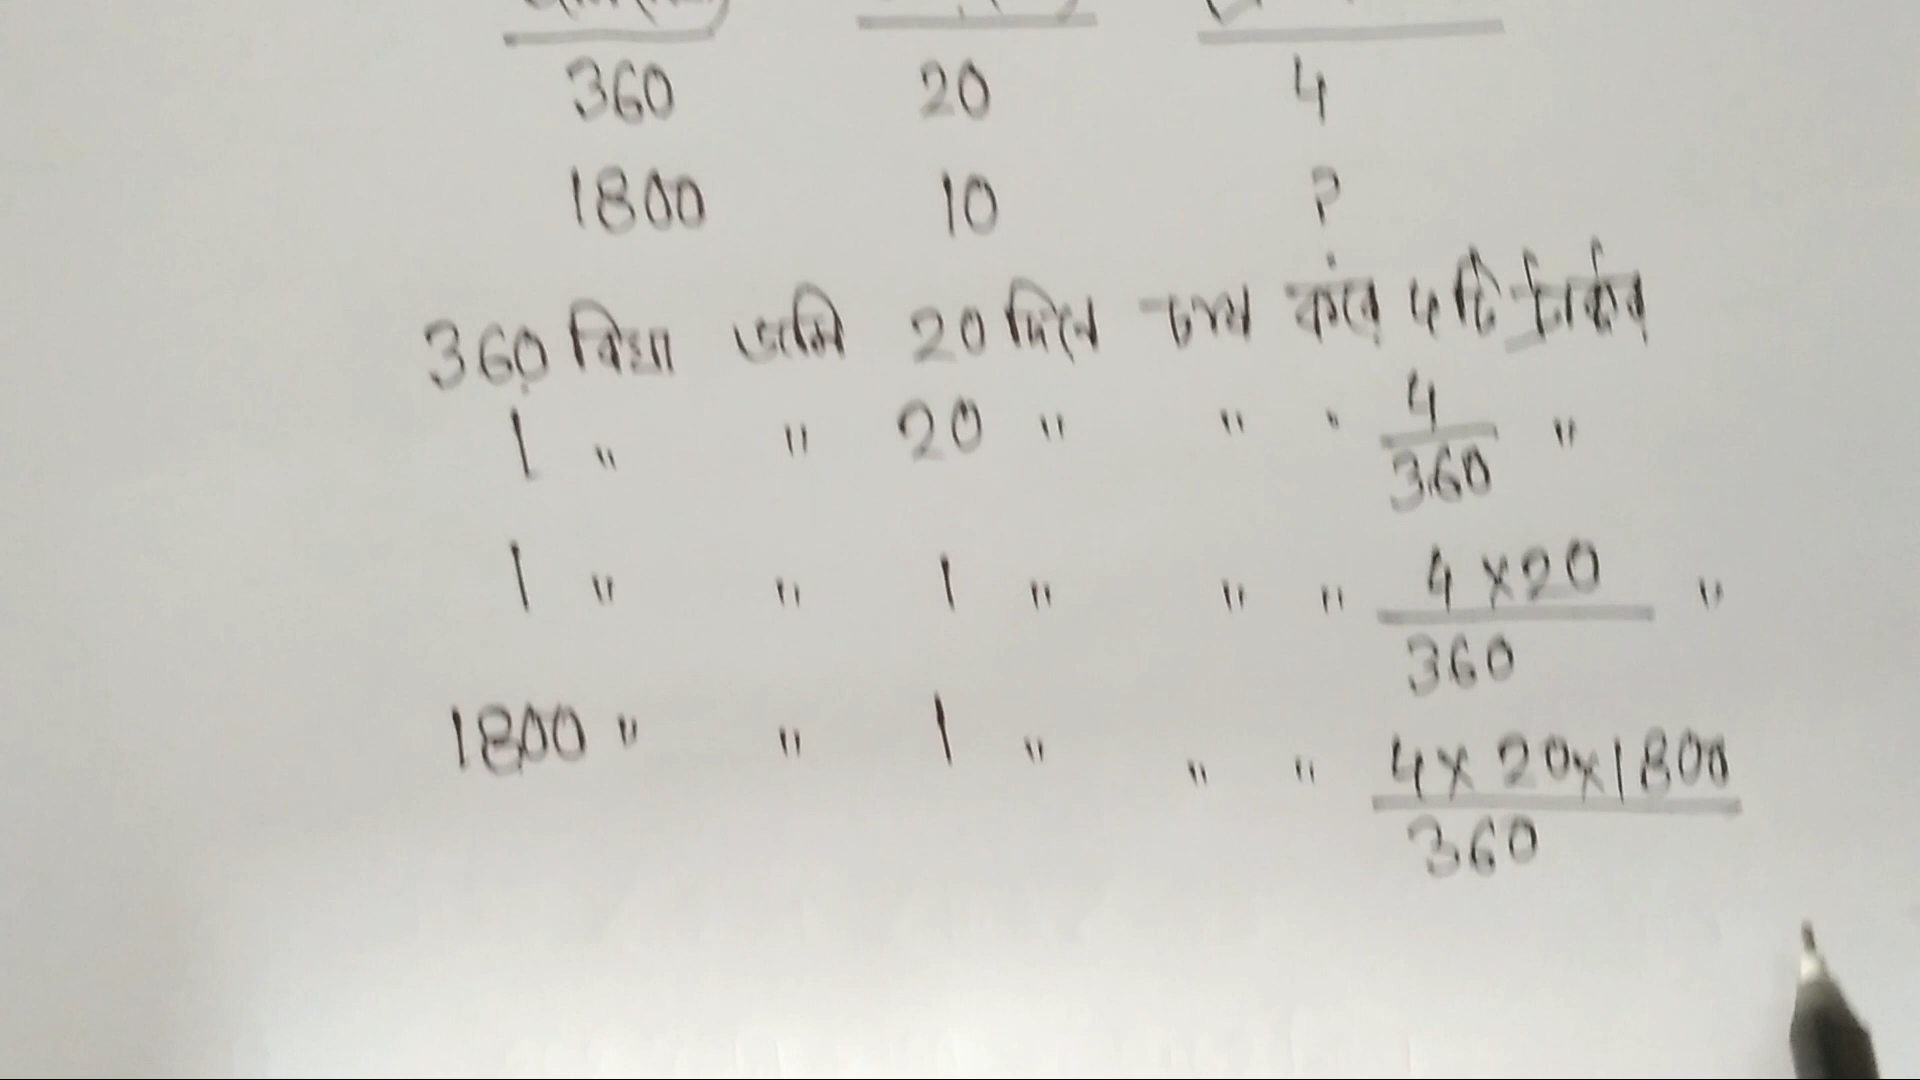 360 20 4
1800 10 ?
360 বিঘা জমি 20 দিনে চাষ করে 4 টি ট্রাক্টর
1 " " 20 " " " 4/360 "
1 " " 1 " " " 4 x 20/360 "
1800 " " 1 " " " 4 x 20 x 1800/360